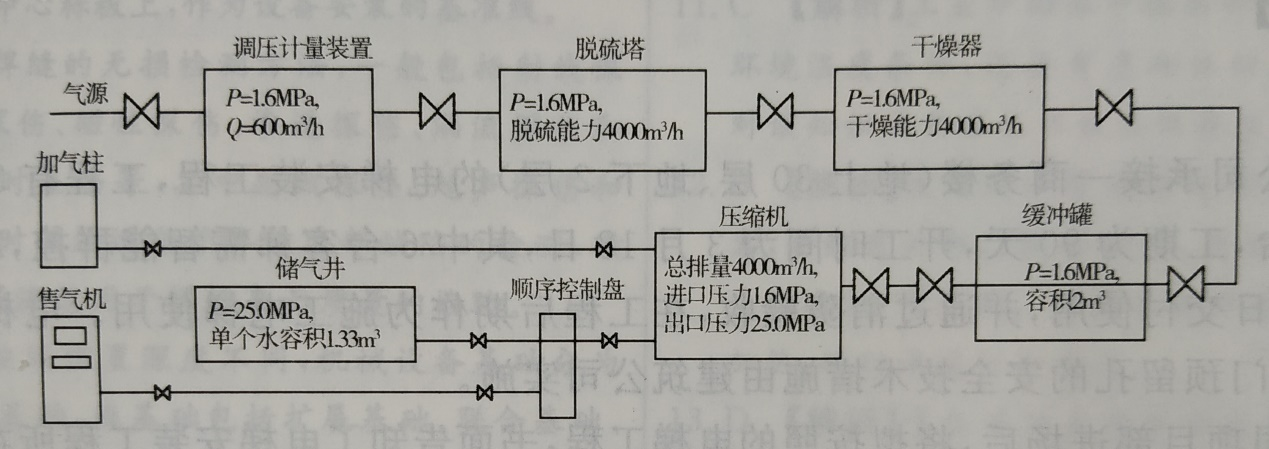 调压计量装置
脱硫塔
干燥器
气源
P=1.6MPa,
Q=600m³/h
P=1.6MPa,
脱硫能力4000m³/h
P=1.6MPa,
干燥能力4000m³/h
加气柱
压缩机
缓冲罐
总排量4000m³/h,
进口压力1.6MPa,
出口压力25.0MPa
P=1.6MPa,
容积2m³
储气井
顺序控制盘
售气机
P=25.0MPa,
单个水容积1.33m³